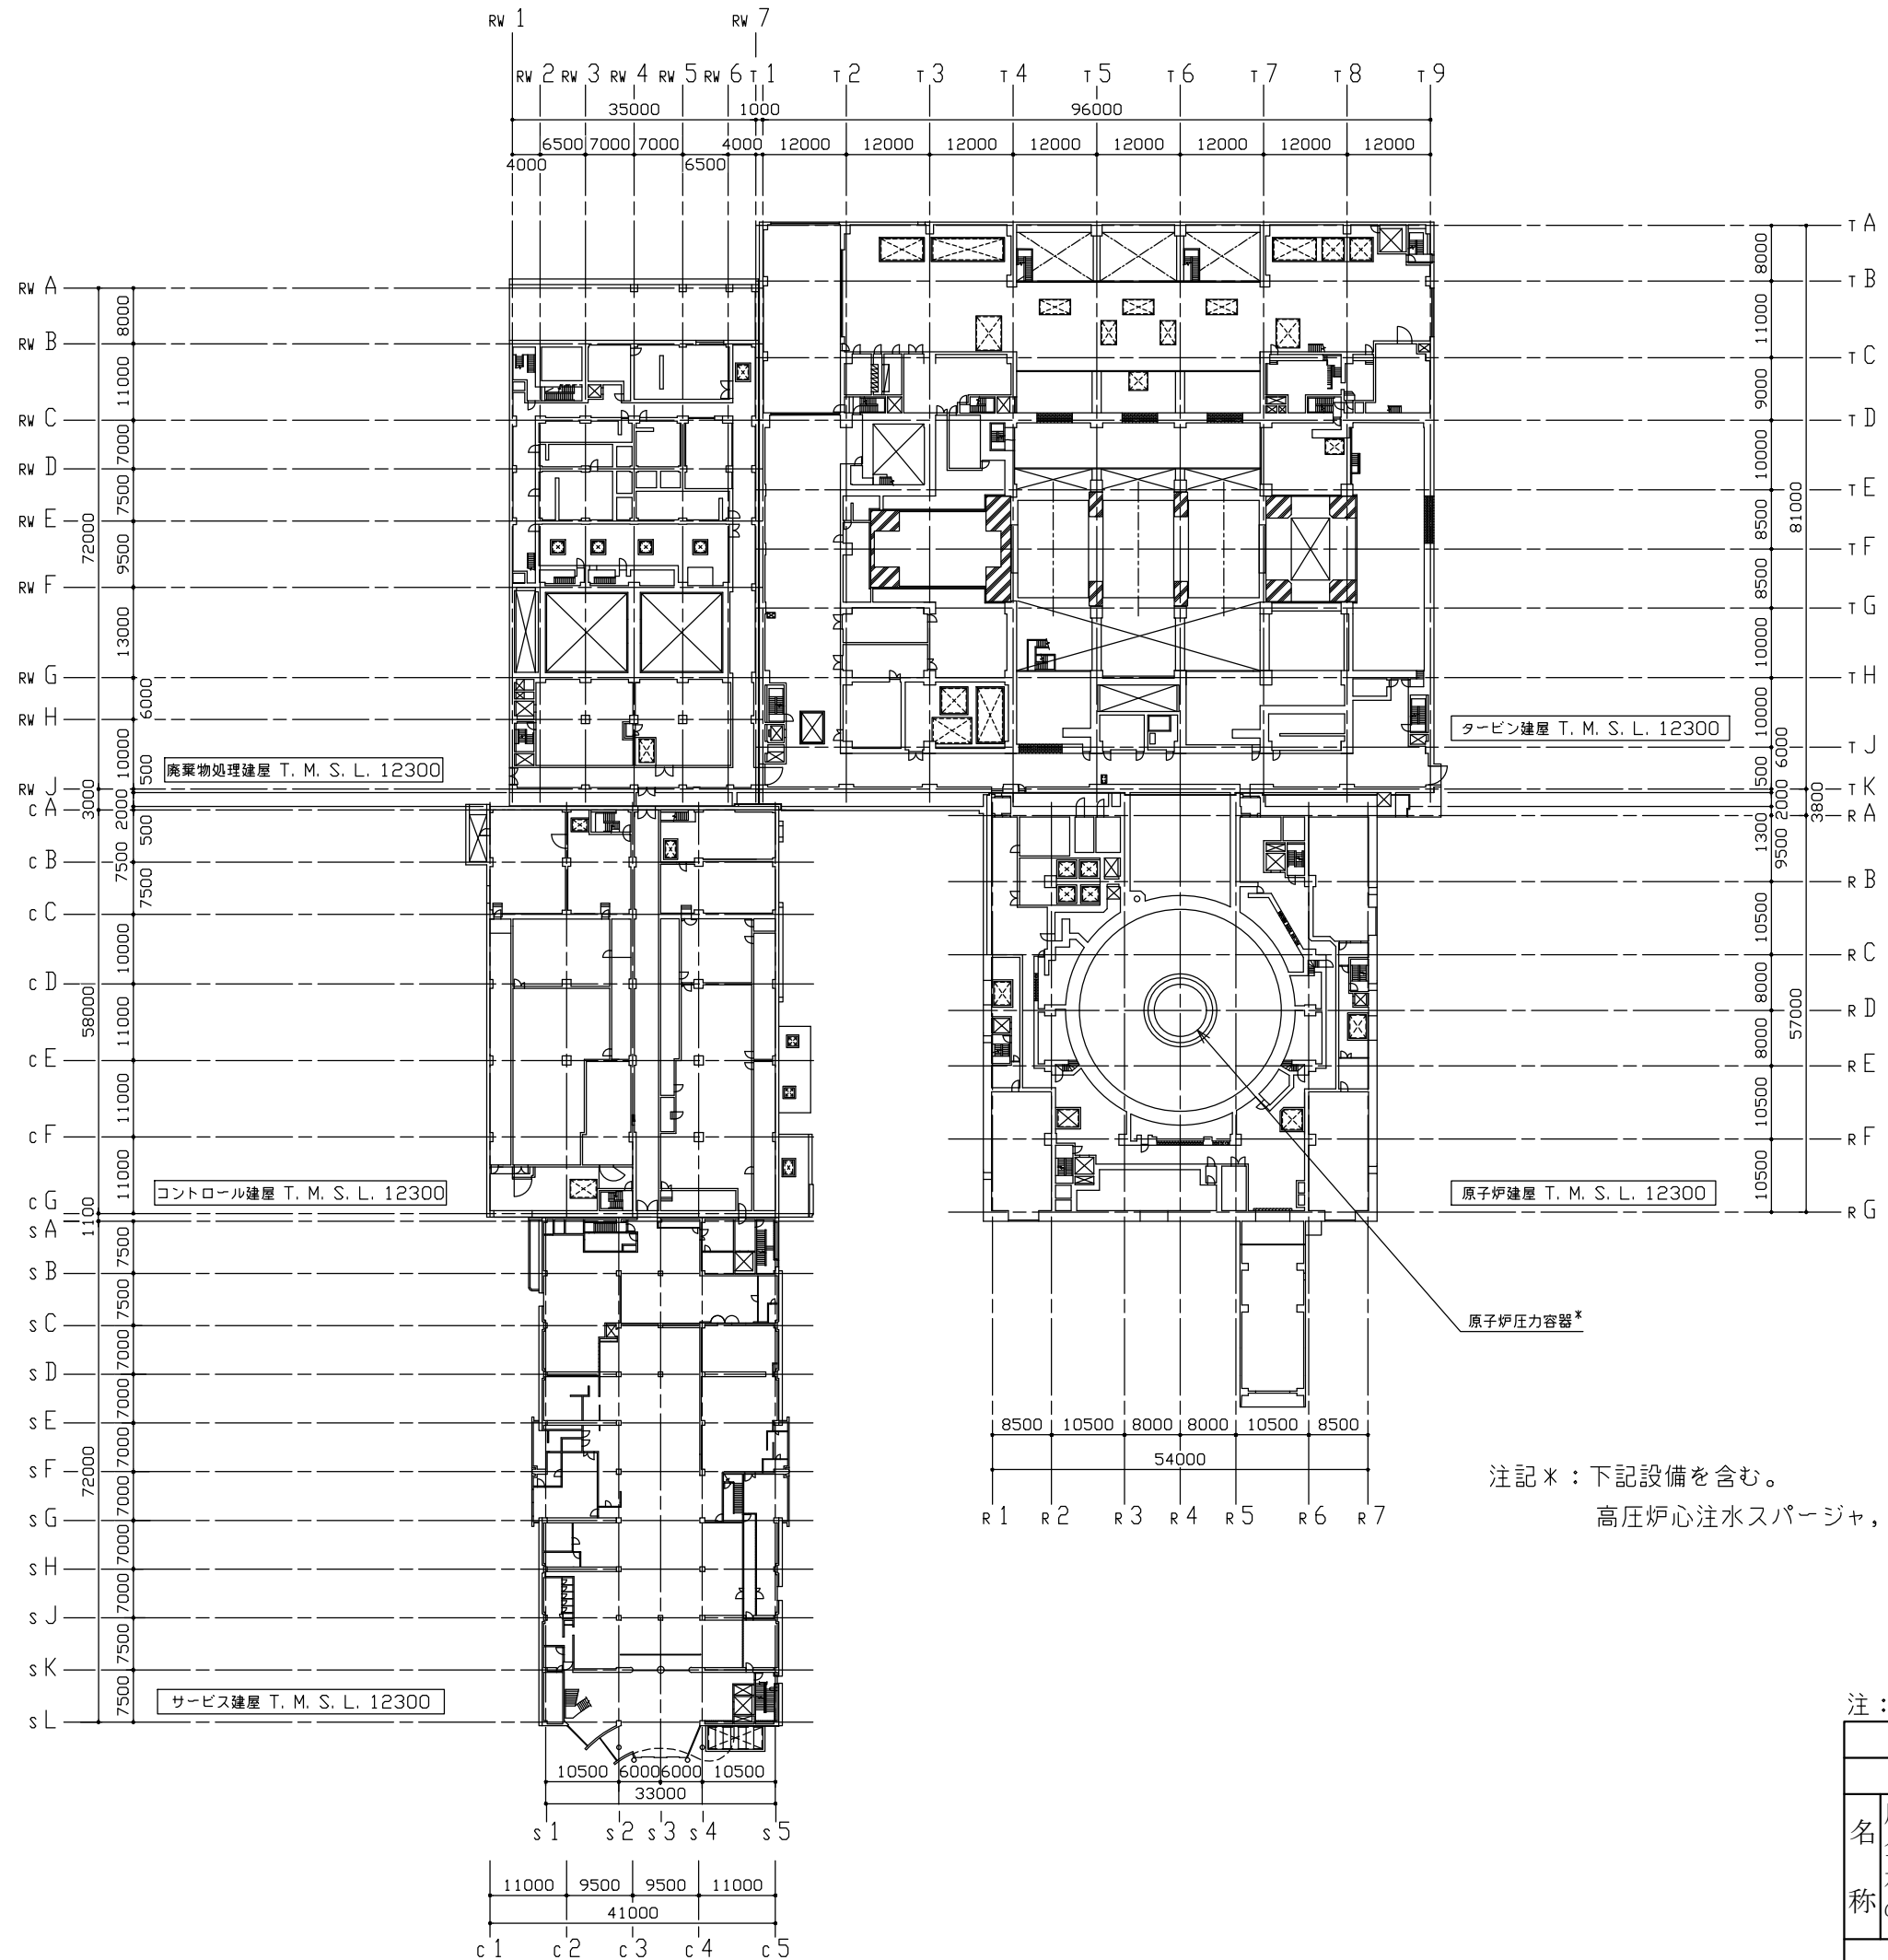 RW 1
RW 7
RW 2 RW 3 RW 4 RW 5 RW 6 T 1 T 2 T 3 T 4 T 5 T 6 T 7 T 8 T 9
35000 1000 96000
6500 7000 7000 4000 12000 12000 12000 12000 12000 12000 12000 12000
4000 6500
RW A
RW B
RW C
RW D
RW E
RW F
RW G
RW H
RW J
8000
11000
7000
7500
9500
13000
6000
10000
500
72000
3000
2000
500
T A
T B
T C
T D
T E
T F
T G
T H
T J
T K
8000
11000
9000
10000
8500
8500
10000
10000
6000
500
81000
2000
3800
1300
9500
廃棄物処理建屋 T. M. S. L. 12300
タービン建屋 T. M. S. L. 12300
c A
c B
c C
c D
c E
c F
c G
7500
7500
10000
11000
11000
11000
58000
1100
R A
R B
R C
R D
R E
R F
R G
10500
8000
8000
10500
10500
57000
コントロール建屋 T. M. S. L. 12300
原子炉建屋 T. M. S. L. 12300
原子炉圧力容器*
s A
s B
s C
s D
s E
s F
s G
s H
s J
s K
s L
7500
7500
7000
7000
7000
7000
7000
7000
7000
7500
7500
72000
サービス建屋 T. M. S. L. 12300
8500 10500 8000 8000 10500 8500
54000
R 1 R 2 R 3 R 4 R 5 R 6 R 7
注記*:下記設備を含む。
高圧炉心注水スパージャ,
10500 6000 6000 10500
33000
s 1 s 2 s 3 s 4 s 5
11000 9500 9500 11000
41000
c 1 c 2 c 3 c 4 c 5
注:
名
称